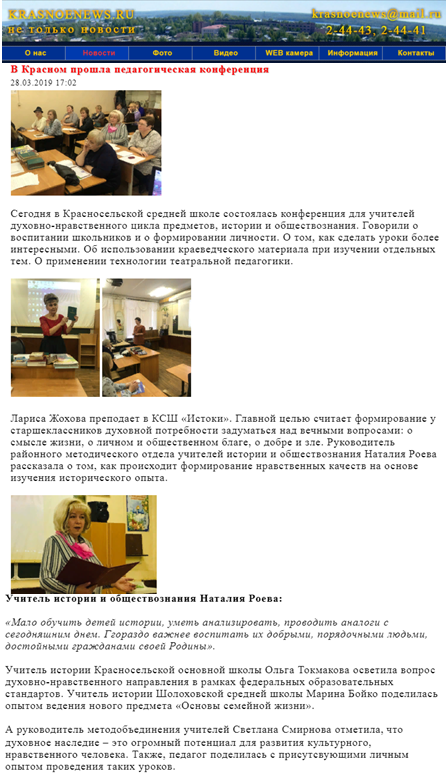 KRASNOENEWS.RU
не только новости
krasnoenews@mail.ru
2-44-43, 2-44-41
О нас Новости Фото Видео WEB камера Информация Контакты
В Красном прошла педагогическая конференция
28.03.2019 17:02
Сегодня в Красносельской средней школе состоялась конференция для учителей
духовно-нравственного цикла предметов, истории и обществознания. Говорили о
воспитании школьников и о формировании личности. О том, как сделать уроки более
интересными. Об использовании краеведческого материала при изучении отдельных
тем. О применении технологии театральной педагогики.
Лариса Жохова преподает в КСШ «Истоки». Главной целью считает формирование у
старшеклассников духовной потребности задуматься над вечными вопросами: о
смысле жизни, о личном и общественном благе, о добре и зле. Руководитель
районного методического отдела учителей истории и обществознания Наталия Роева
рассказала о том, как происходит формирование нравственных качеств на основе
изучения исторического опыта.
Учитель истории и обществознания Наталия Роева:
«Мало обучить детей истории, уметь анализировать, проводить аналоги с
сегодняшним днем. Ггораздо важнее воспитать их добрыми, порядочными людьми,
достойными гражданами своей Родины».
Учитель истории Красносельской основной школы Ольга Токмакова осветила вопрос
духовно-нравственного направления в рамках федеральных образовательных
стандартов. Учитель истории Шолоховской средней школы Марина Бойко поделилась
опытом ведения нового предмета «Основы семейной жизни».
А руководитель методобъединения учителей Светлана Смирнова отметила, что
духовное наследие – это огромный потенциал для развития культурного,
нравственного человека. Также, педагог поделилась с присутсвующими личным
опытом проведения таких уроков.